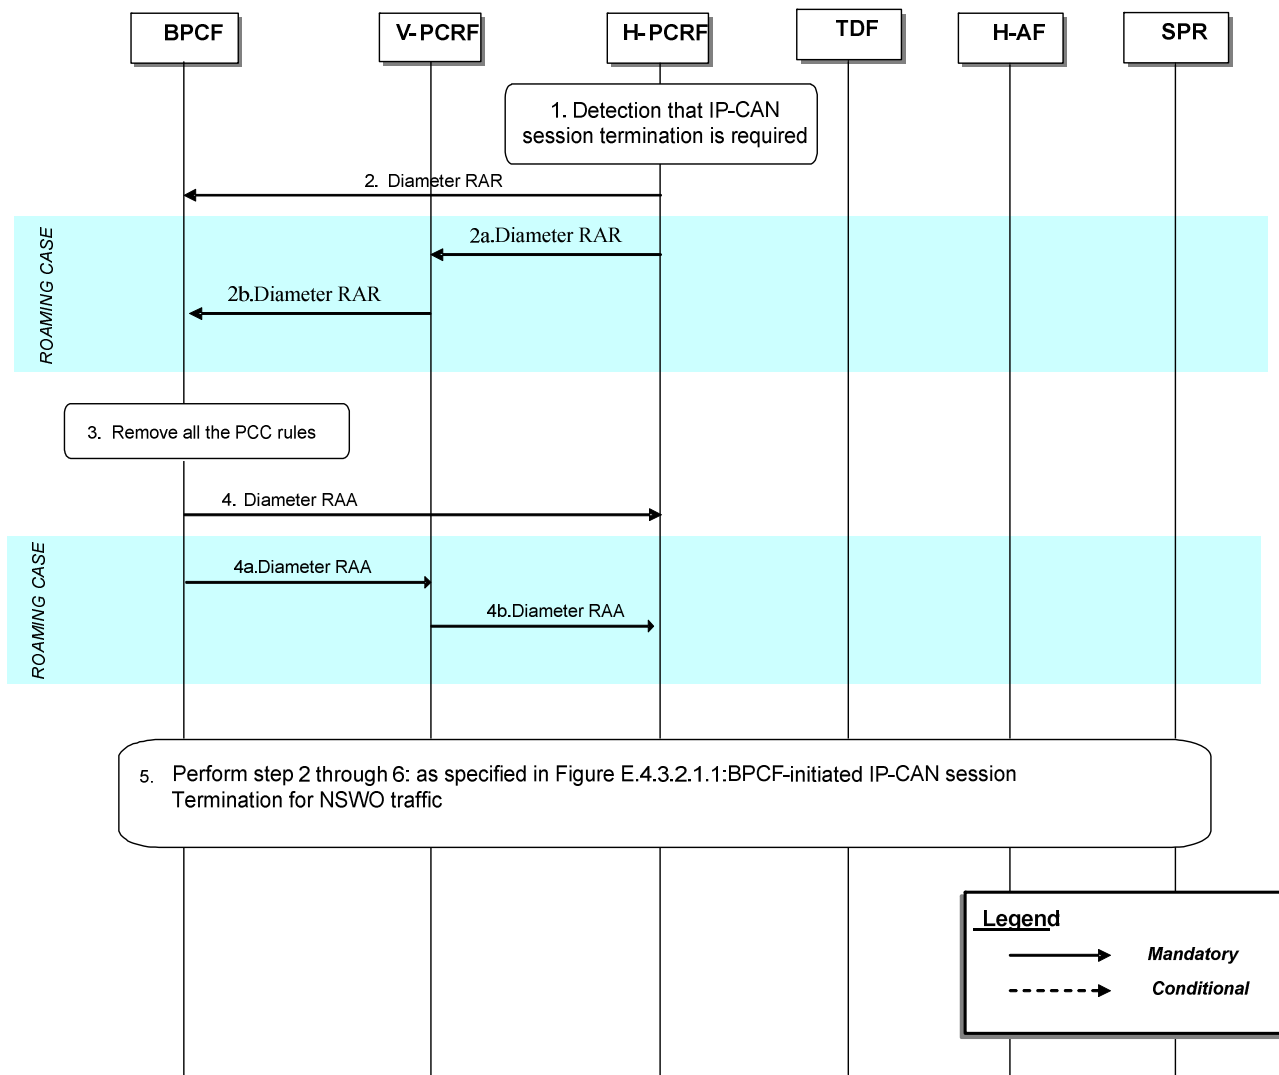 BPCF
V-PCRF
H-PCRF
TDF
H-AF
SPR
1. Detection that IP-CAN
session termination is required
2. Diameter RAR
ROAMING CASE
2a.Diameter RAR
2b.Diameter RAR
3. Remove all the PCC rules
4. Diameter RAA
ROAMING CASE
4a.Diameter RAA
4b.Diameter RAA
5. Perform step 2 through 6: as specified in Figure E.4.3.2.1.1:BPCF-initiated IP-CAN session
Termination for NSWO traffic
Legend
Mandatory
Conditional